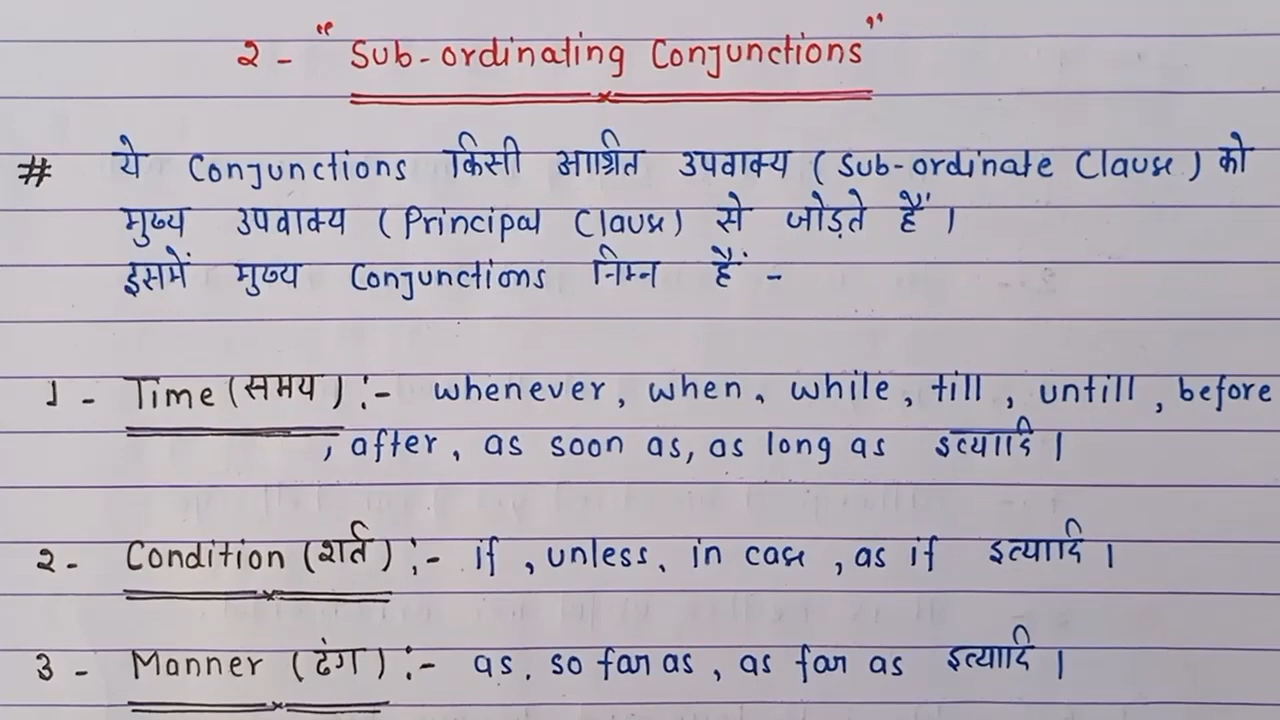 2 - "Sub-ordinating Conjunctions"
# ये Conjunctions किसी आश्रित उपवाक्य ( Sub-ordinate Clause ) को
मुख्य उपवाक्य ( Principal Clause ) से जोड़ते हैं ।
इसमें मुख्य Conjunctions निम्न हैं -
1 - Time ( समय ) :- whenever, when, while, till, untill, before
, after, as soon as, as long as इत्यादि ।
2 - Condition ( शर्त ) :- if, unless, in case, as if इत्यादि ।
3 - Manner ( ढंग ) :- as, so far as, as far as इत्यादि ।